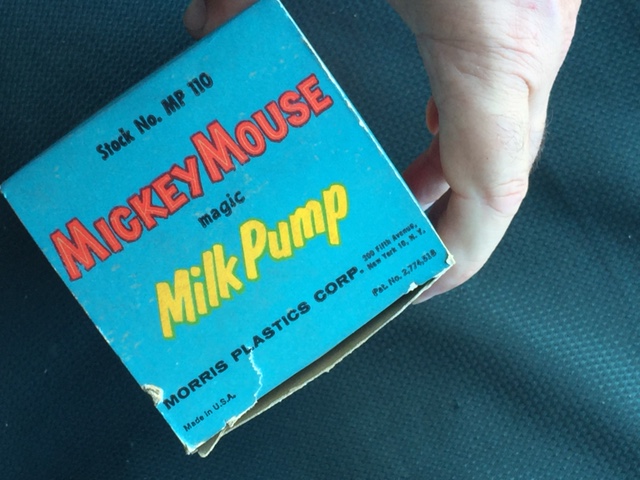 Stock No. MP 110
MICKEY MOUSE
magic
Milk Pump
MORRIS PLASTICS CORP.
200 Fifth Avenue,
New York 10, N. Y.
Made in U.S.A.
Pat. No. 2,774,518